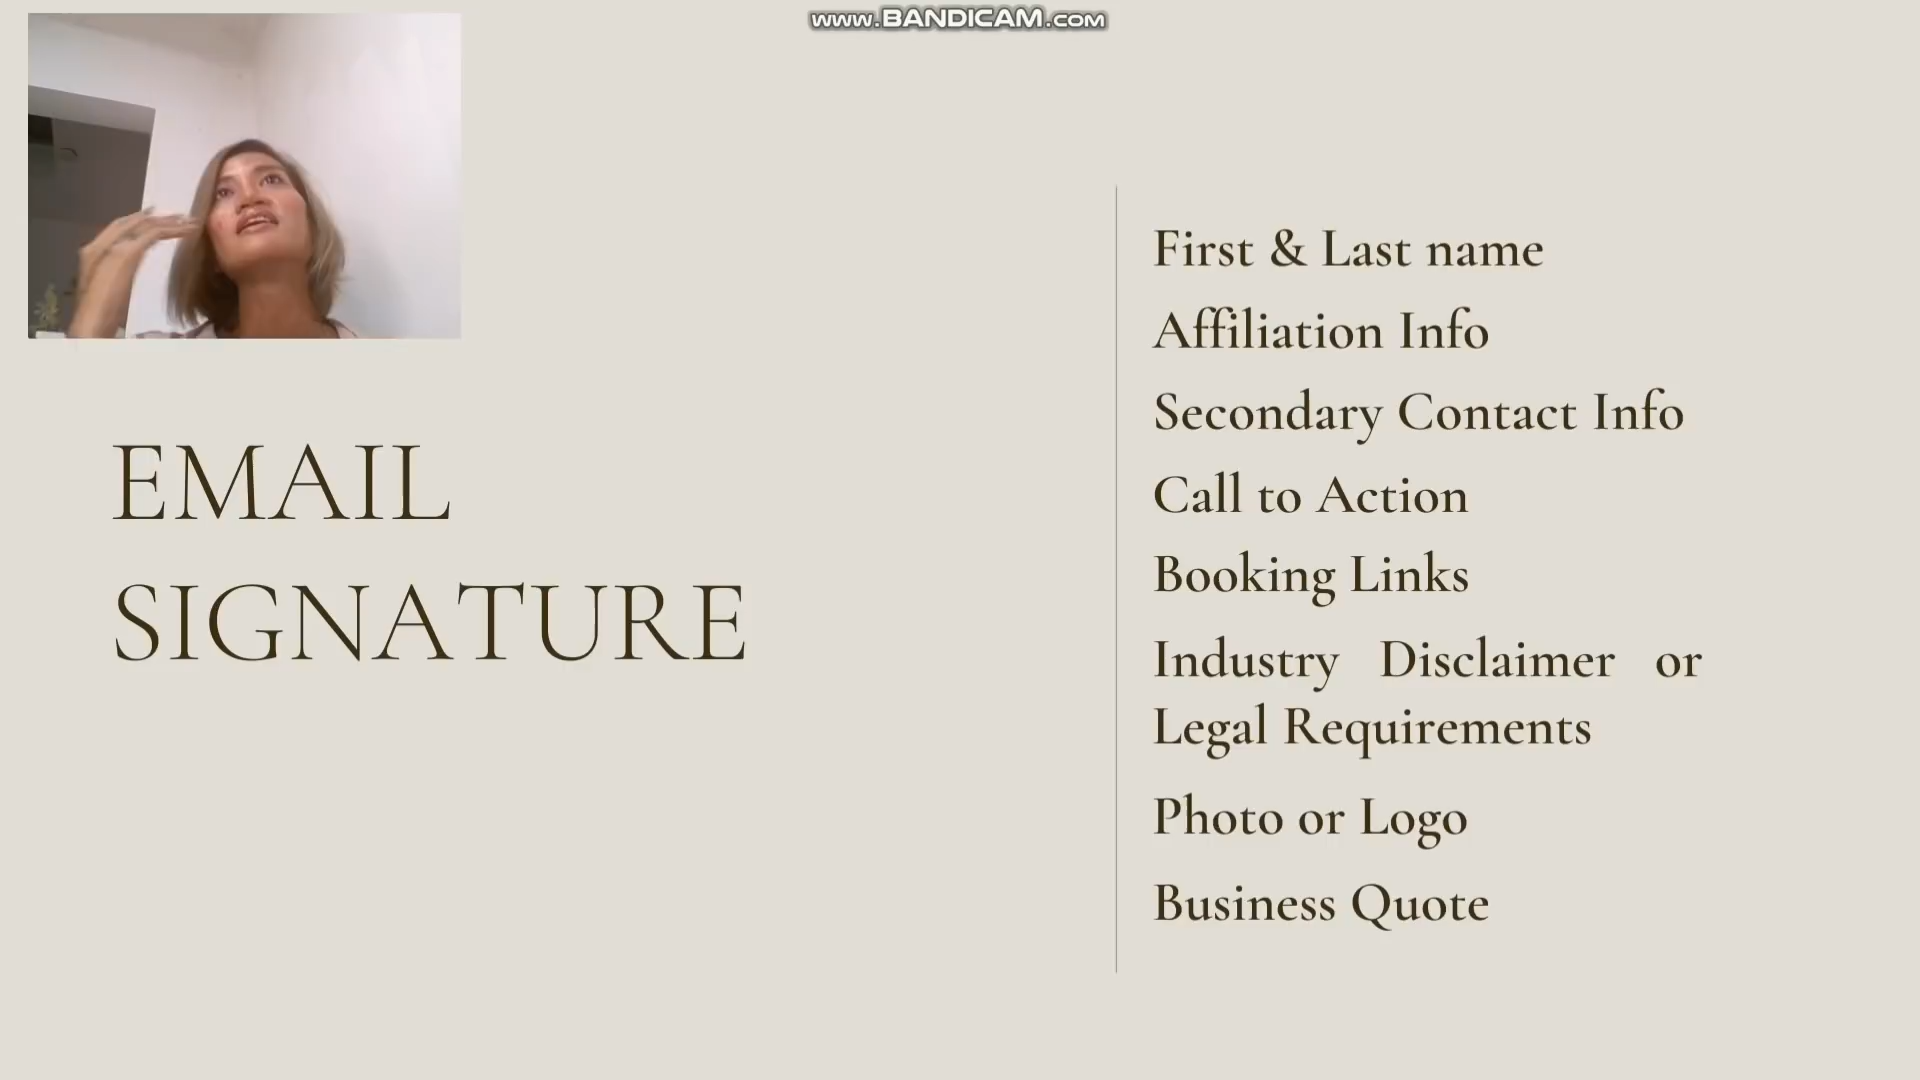 www.BANDICAM.com
EMAIL
SIGNATURE
First & Last name
Affiliation Info
Secondary Contact Info
Call to Action
Booking Links
Industry Disclaimer or
Legal Requirements
Photo or Logo
Business Quote